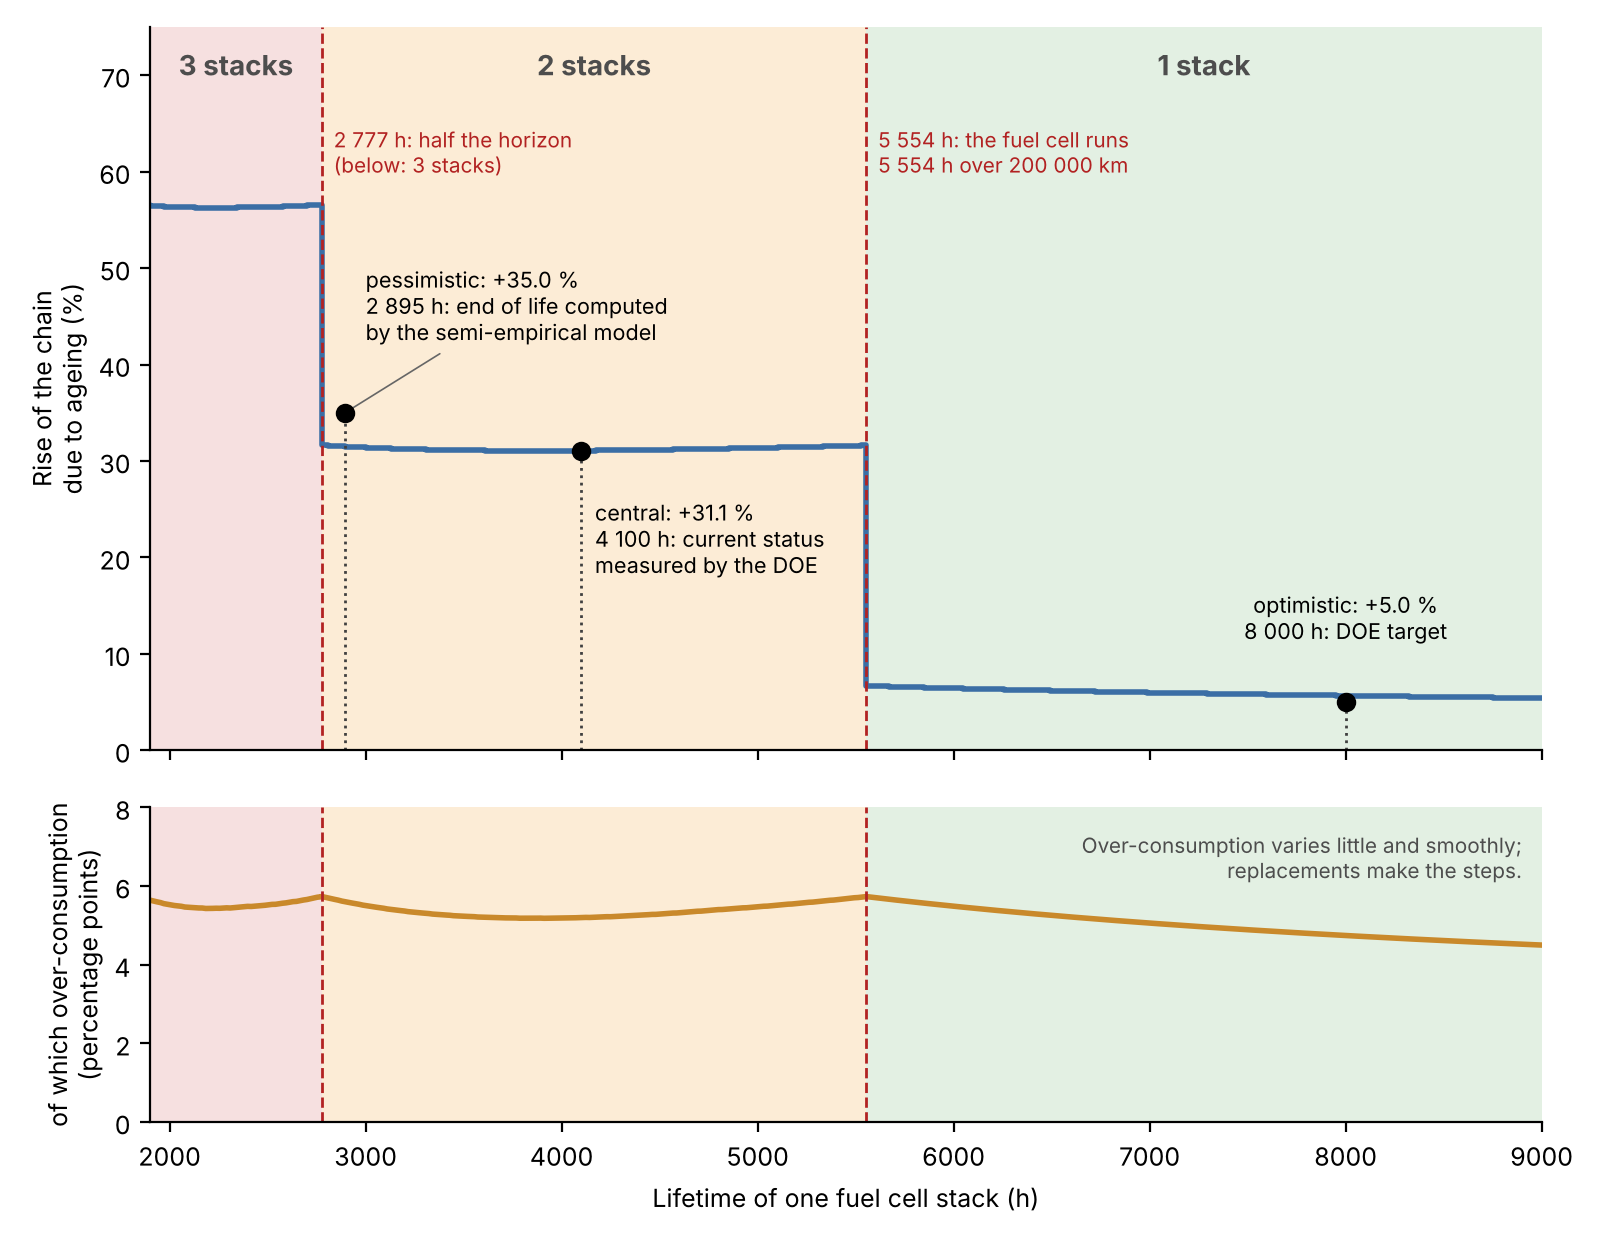 3 stacks
2 stacks
1 stack
2 777 h: half the horizon
(below: 3 stacks)
5 554 h: the fuel cell runs
5 554 h over 200 000 km
pessimistic: +35.0 %
2 895 h: end of life computed
by the semi-empirical model
central: +31.1 %
4 100 h: current status
measured by the DOE
optimistic: +5.0 %
8 000 h: DOE target
Rise of the chain
due to ageing (%)
70
60
50
40
30
20
10
0
Over-consumption varies little and smoothly;
replacements make the steps.
of which over-consumption
(percentage points)
8
6
4
2
0
2000
3000
4000
5000
6000
7000
8000
9000
Lifetime of one fuel cell stack (h)